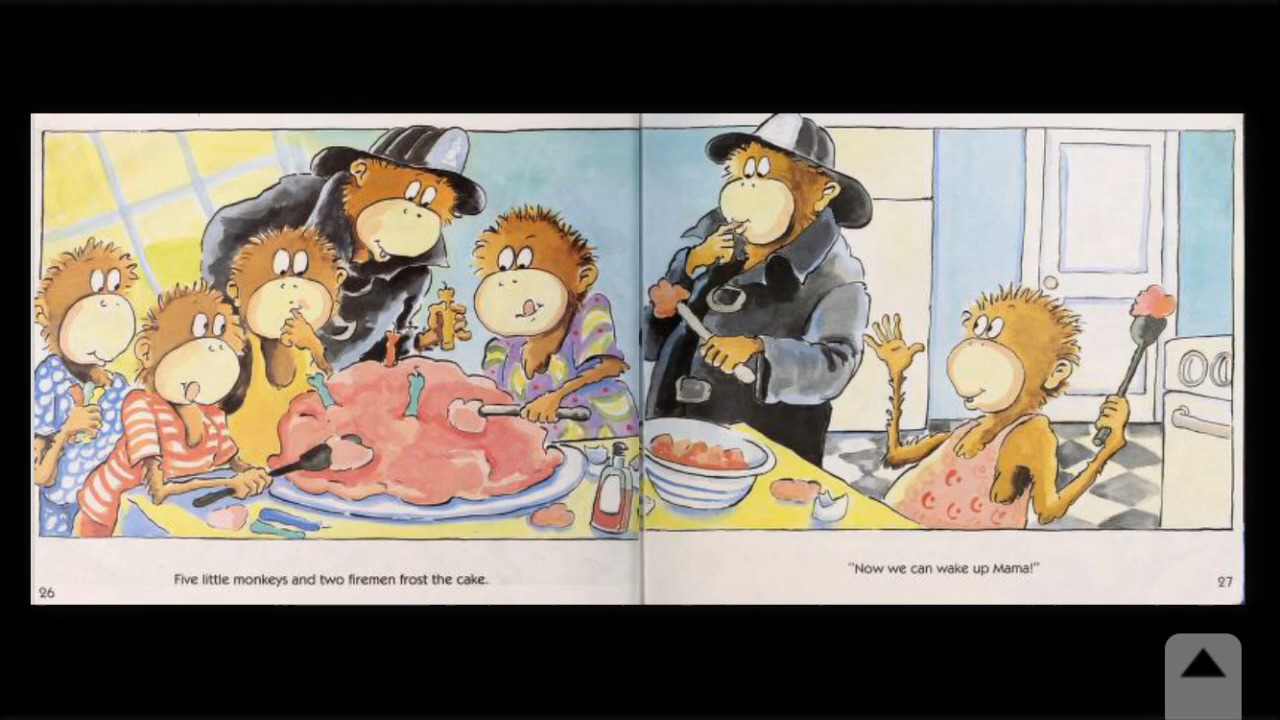 Five little monkeys and two firemen frost the cake.
26
"Now we can wake up Mama!"
27